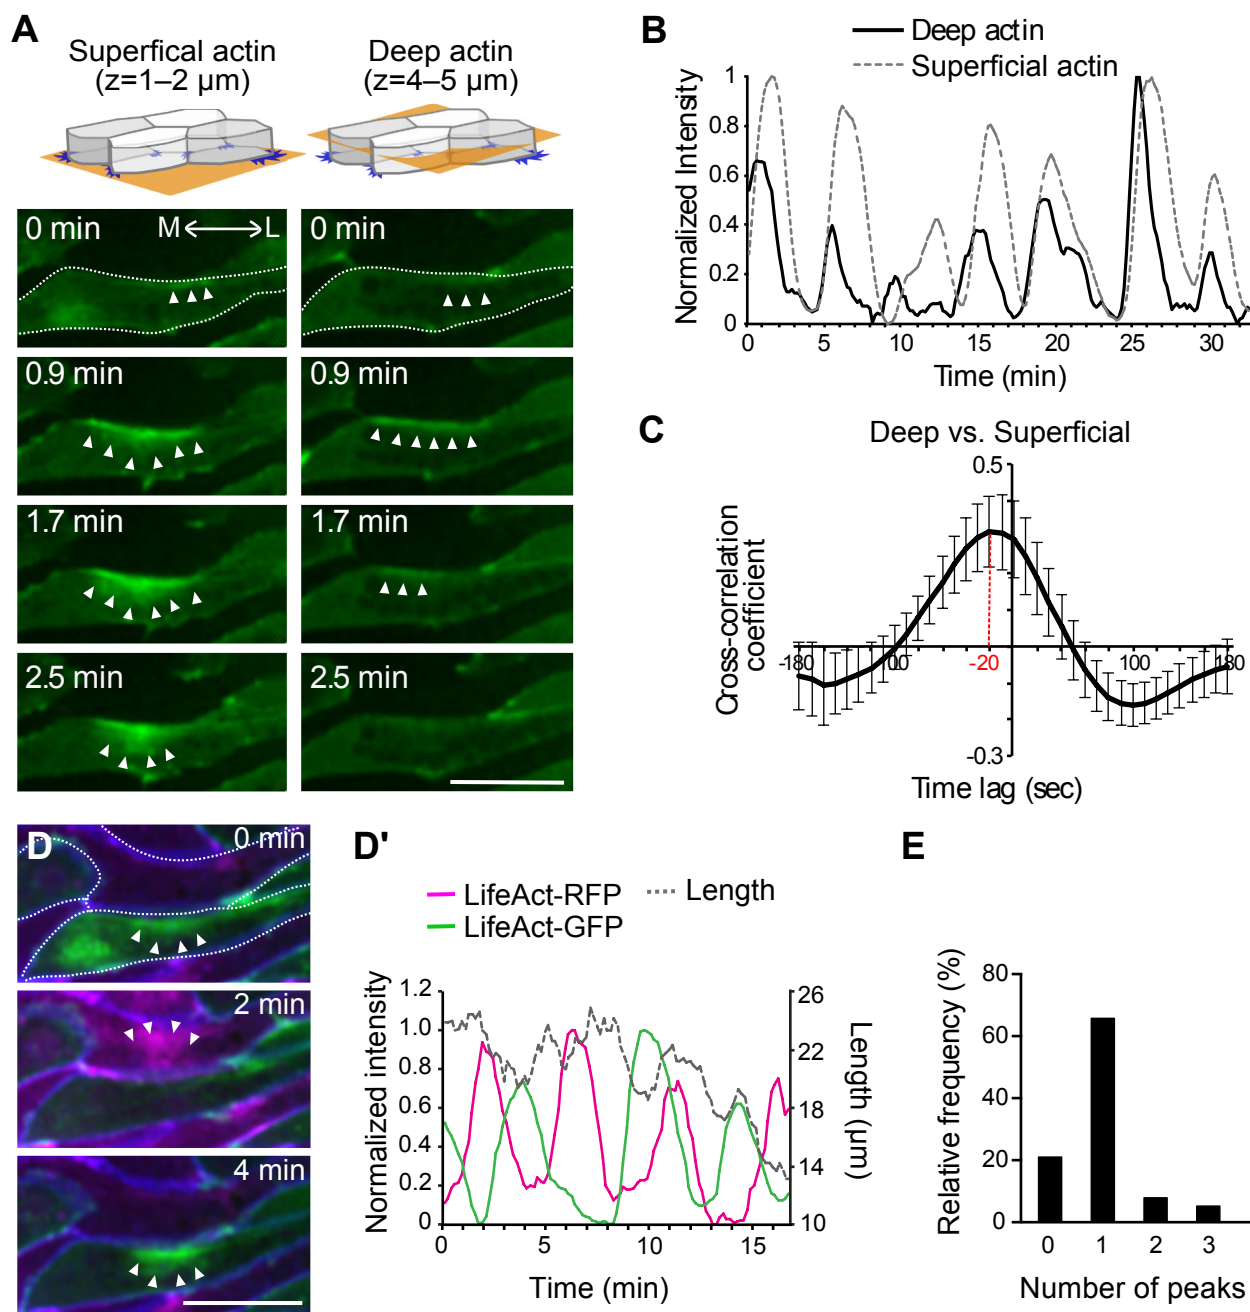 A
Superfical actin
(z=1–2 µm)
Deep actin
(z=4–5 µm)
0 min
M
L
0 min
0.9 min
0.9 min
1.7 min
1.7 min
2.5 min
2.5 min
B
Deep actin
Superficial actin
Normalized Intensity
1
0.8
0.6
0.4
0.2
0
0
5
10
15
20
25
30
Time (min)
C
Deep vs. Superficial
Cross-correlation
coefficient
0.5
-180
-20
100
180
-0.3
Time lag (sec)
D
0 min
2 min
4 min
D'
LifeAct-RFP
Length
LifeAct-GFP
Normalized intensity
1.2
1.0
0.8
0.6
0.4
0.2
0
26
22
18
14
10
Length (µm)
0
5
10
15
Time (min)
E
Relative frequency (%)
80
60
40
20
0
0
1
2
3
Number of peaks